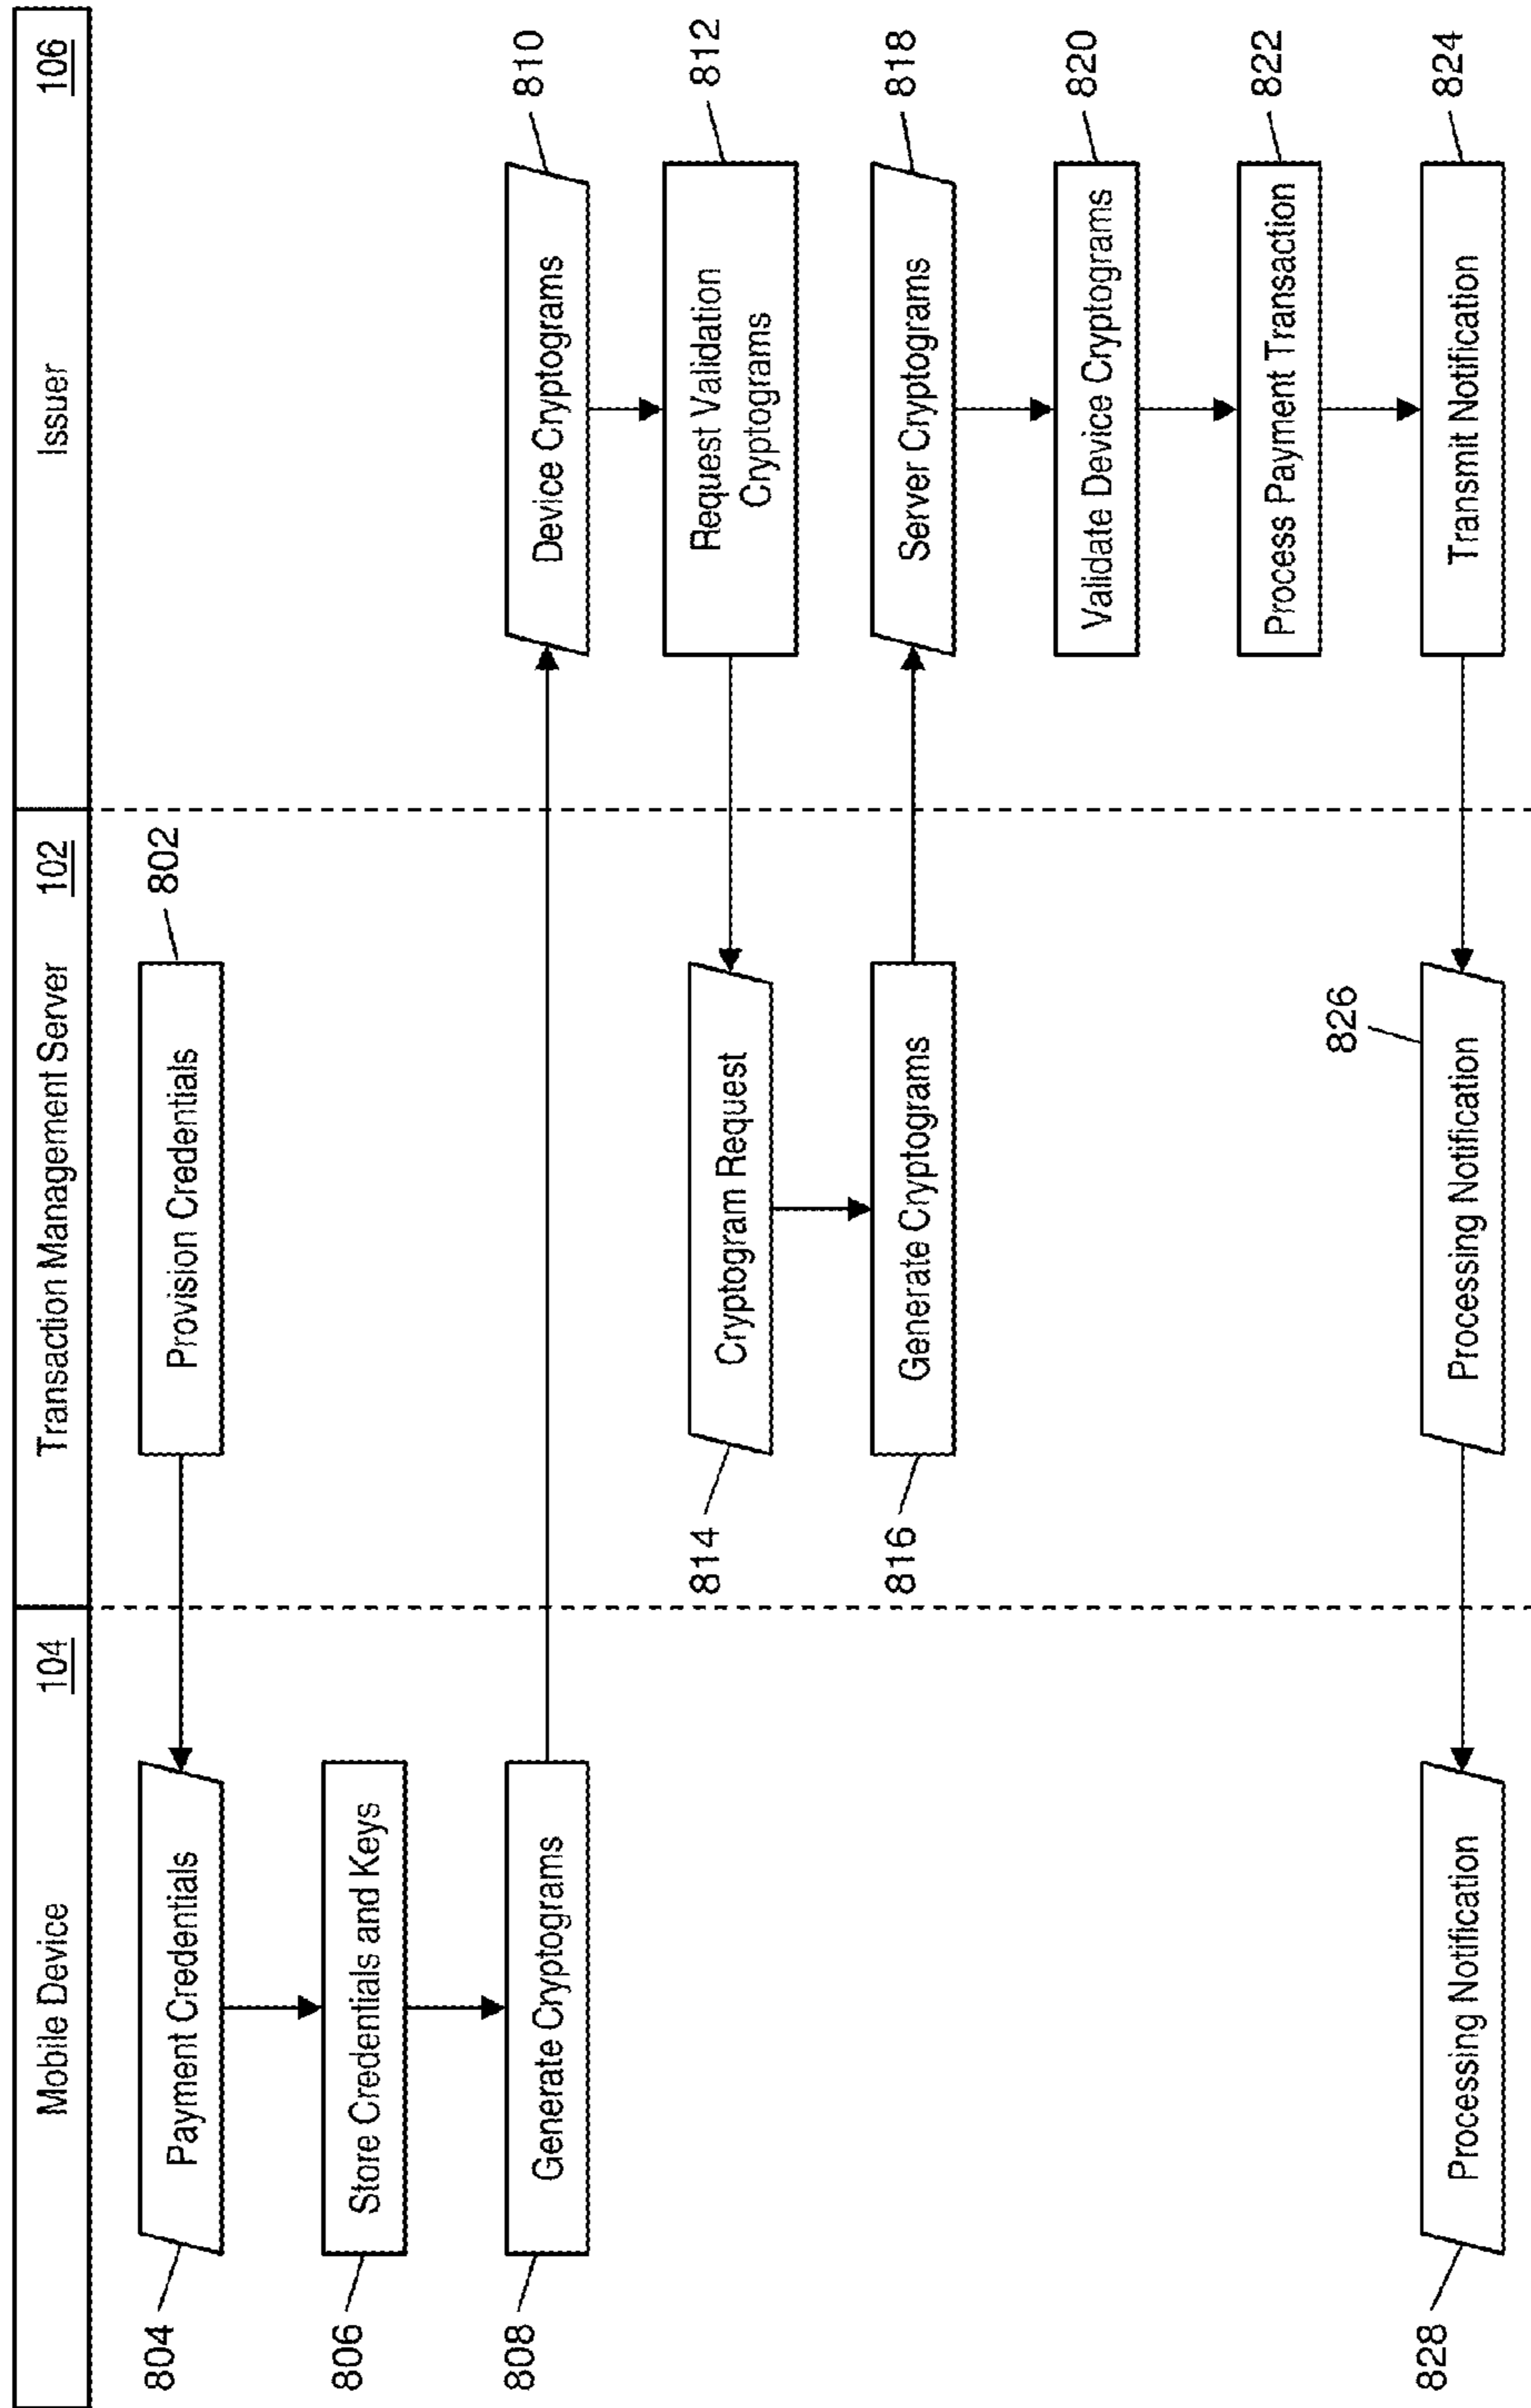 Mobile Device 104
Transaction Management Server 102
Issuer 106
802
Provision Credentials
804
Payment Credentials
806
Store Credentials and Keys
808
Generate Cryptograms
810
Device Cryptograms
812
Request Validation
Cryptograms
814
Cryptogram Request
816
Generate Cryptograms
818
Server Cryptograms
820
Validate Device Cryptograms
822
Process Payment Transaction
824
Transmit Notification
826
Processing Notification
828
Processing Notification